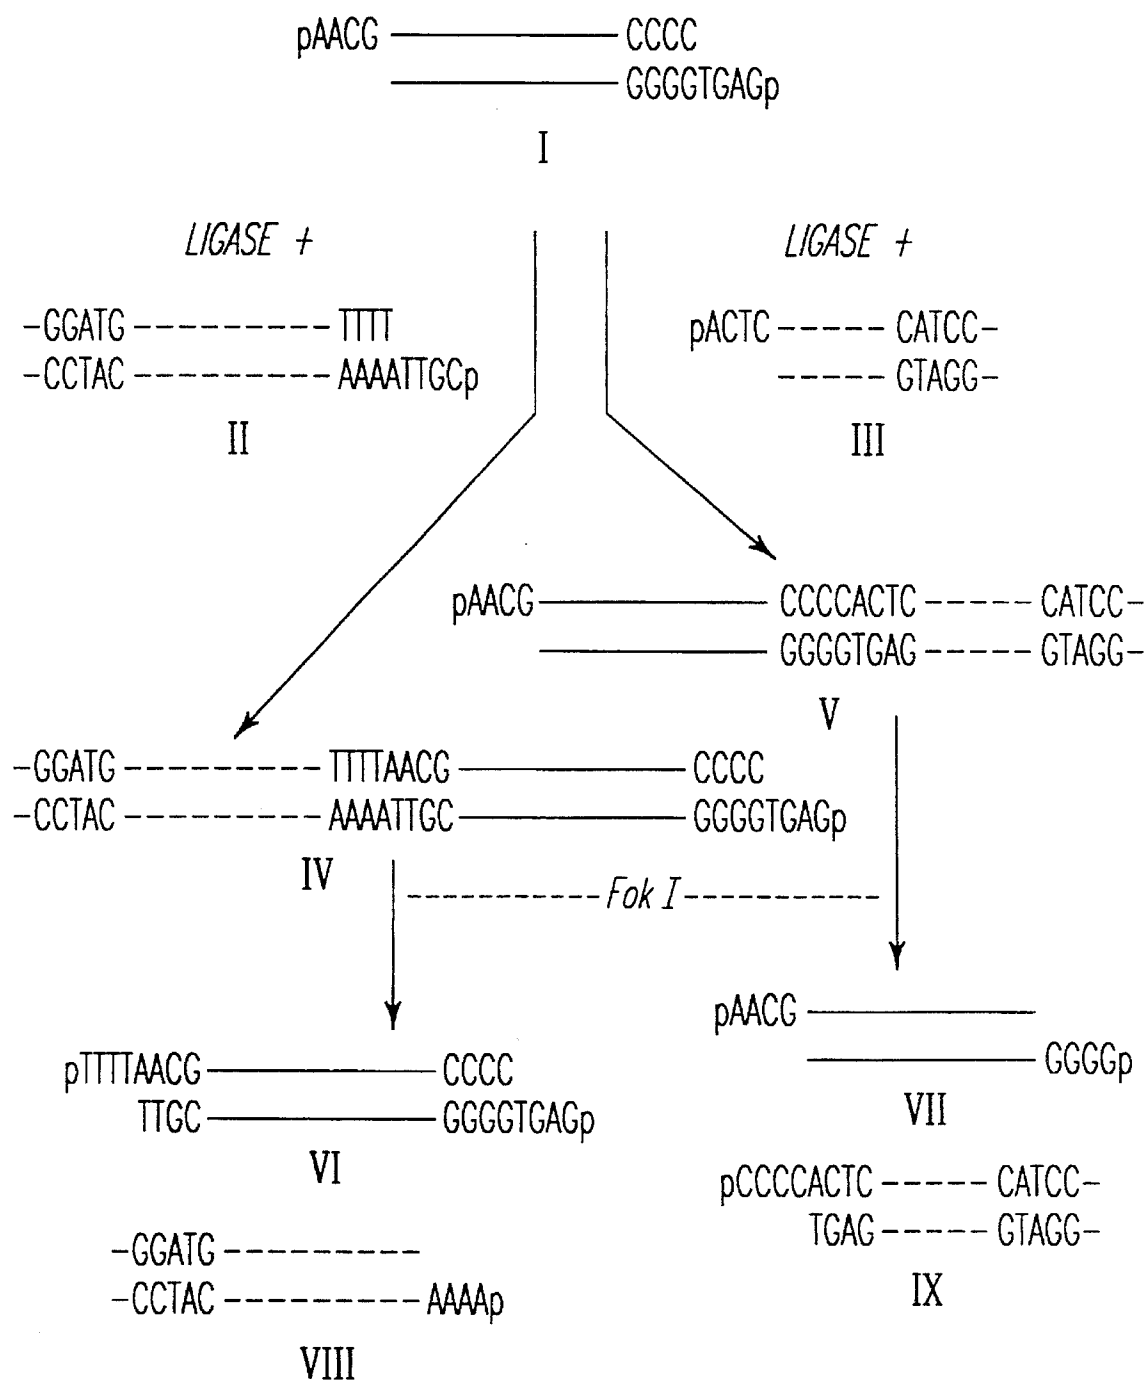 pAACG CCCC
GGGGTGAGp
I
LIGASE + LIGASE +
-GGATG---------TTTT
-CCTAC---------AAAATTGCp
II
pACTC-----CATCC-
-----GTAGG-
III
pAACG CCCCACTC-----CATCC-
GGGGTGAG-----GTAGG-
V
-GGATG---------TTTTAACG CCCC
-CCTAC---------AAAATTGC GGGGTGAGp
IV
Fok I
pTTTTAACG CCCC
TTGC GGGGTGAGp
VI
pAACG
GGGGp
VII
pCCCCACTC-----CATCC-
TGAG-----GTAGG-
IX
-GGATG---------
-CCTAC---------AAAAp
VIII